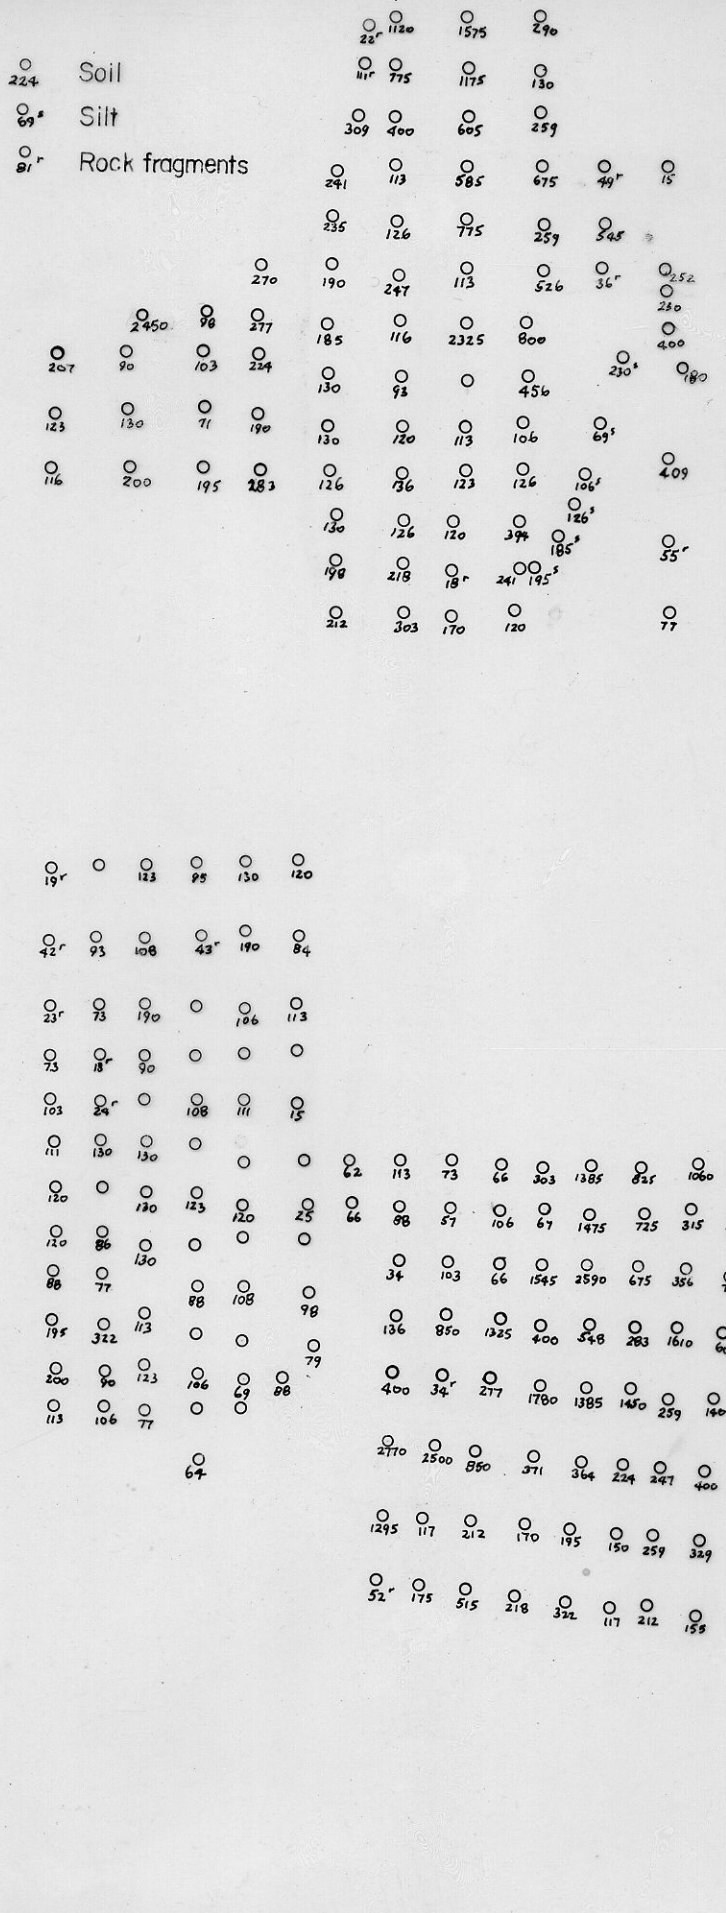 22r 1120 1575 290
224 Soil
111r 775 1175 130
69s Silt
309 400 605 259
81r Rock fragments
241 113 585 675 49r 15
235 126 775 259 545
270 190 247 113 526 36r 252
230
2450 98 277 185 116 2325 800 400
207 90 103 224 130 93 456 230s 180
123 130 71 190 130 120 113 106 69s
116 200 195 283 126 136 123 126 106s 409
130 126 120 394 126s
185s 55r
198 218 18r 241 195s
212 303 170 120 77
19r 123 95 130 120
42r 93 108 43r 190 84
23r 73 190 106 113
73 18r 90
103 24r 108 111 15
111 130 130
62 113 73 66 303 1385 825 1060
120 130 123 120 25 66 88 57 106 67 1475 725 315
120 86 130
88 77 88 108 98 34 103 66 1545 2590 675 356
195 322 113 79 136 850 1325 400 548 283 1610
200 90 123 106 69 88 400 34r 277 1780 1385 1450 259
113 106 77
64 2770 2500 850 371 364 224 247 400
1295 117 212 170 195 150 259 329
52r 175 515 218 322 117 212 155